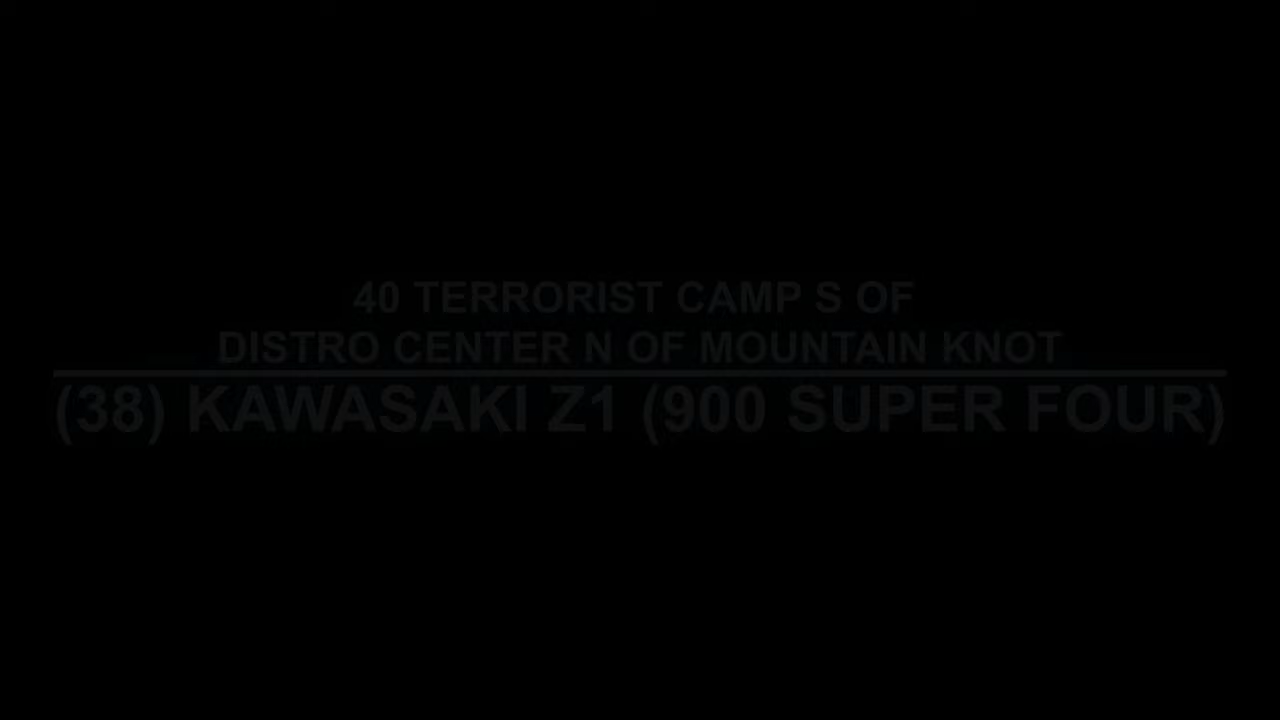 40 TERRORIST CAMP S OF
DISTRO CENTER N OF MOUNTAIN KNOT
(38) KAWASAKI Z1 (900 SUPER FOUR)